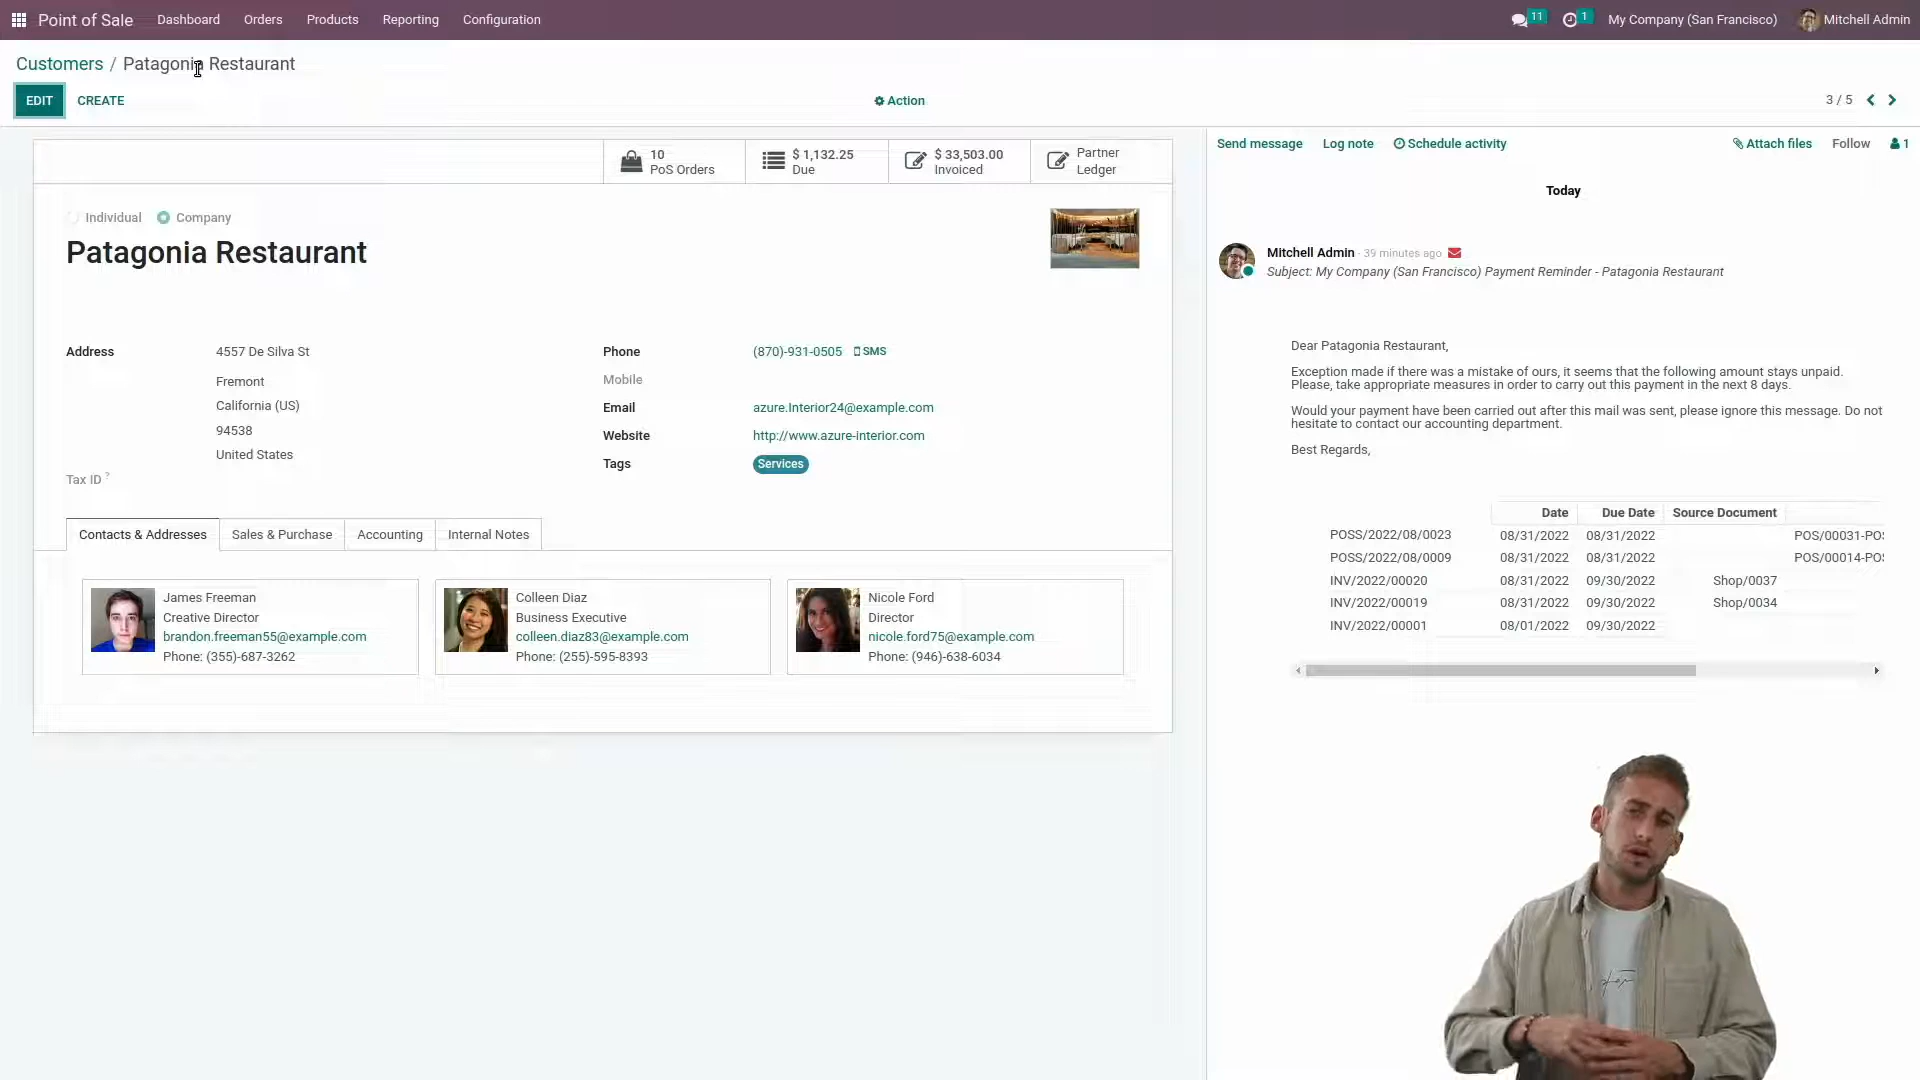 Point of Sale Dashboard Orders Products Reporting Configuration 11 1 My Company (San Francisco) Mitchell Admin
Customers / Patagonia Restaurant
EDIT CREATE Action 3 / 5
10 PoS Orders
$ 1,132.25 Due
$ 33,503.00 Invoiced
Partner Ledger
Individual Company
Patagonia Restaurant
Address 4557 De Silva St
Fremont
California (US)
94538
United States
Tax ID ?
Phone (870)-931-0505 SMS
Mobile
Email azure.Interior24@example.com
Website http://www.azure-interior.com
Tags Services
Contacts & Addresses Sales & Purchase Accounting Internal Notes
James Freeman
Creative Director
brandon.freeman55@example.com
Phone: (355)-687-3262
Colleen Diaz
Business Executive
colleen.diaz83@example.com
Phone: (255)-595-8393
Nicole Ford
Director
nicole.ford75@example.com
Phone: (946)-638-6034
Send message Log note Schedule activity Attach files Follow 1
Today
Mitchell Admin - 39 minutes ago
Subject: My Company (San Francisco) Payment Reminder - Patagonia Restaurant
Dear Patagonia Restaurant,
Exception made if there was a mistake of ours, it seems that the following amount stays unpaid.
Please, take appropriate measures in order to carry out this payment in the next 8 days.
Would your payment have been carried out after this mail was sent, please ignore this message. Do not
hesitate to contact our accounting department.
Best Regards,
Date Due Date Source Document
POSS/2022/08/0023 08/31/2022 08/31/2022 POS/00031-POS
POSS/2022/08/0009 08/31/2022 08/31/2022 POS/00014-POS
INV/2022/00020 08/31/2022 09/30/2022 Shop/0037
INV/2022/00019 08/31/2022 09/30/2022 Shop/0034
INV/2022/00001 08/01/2022 09/30/2022